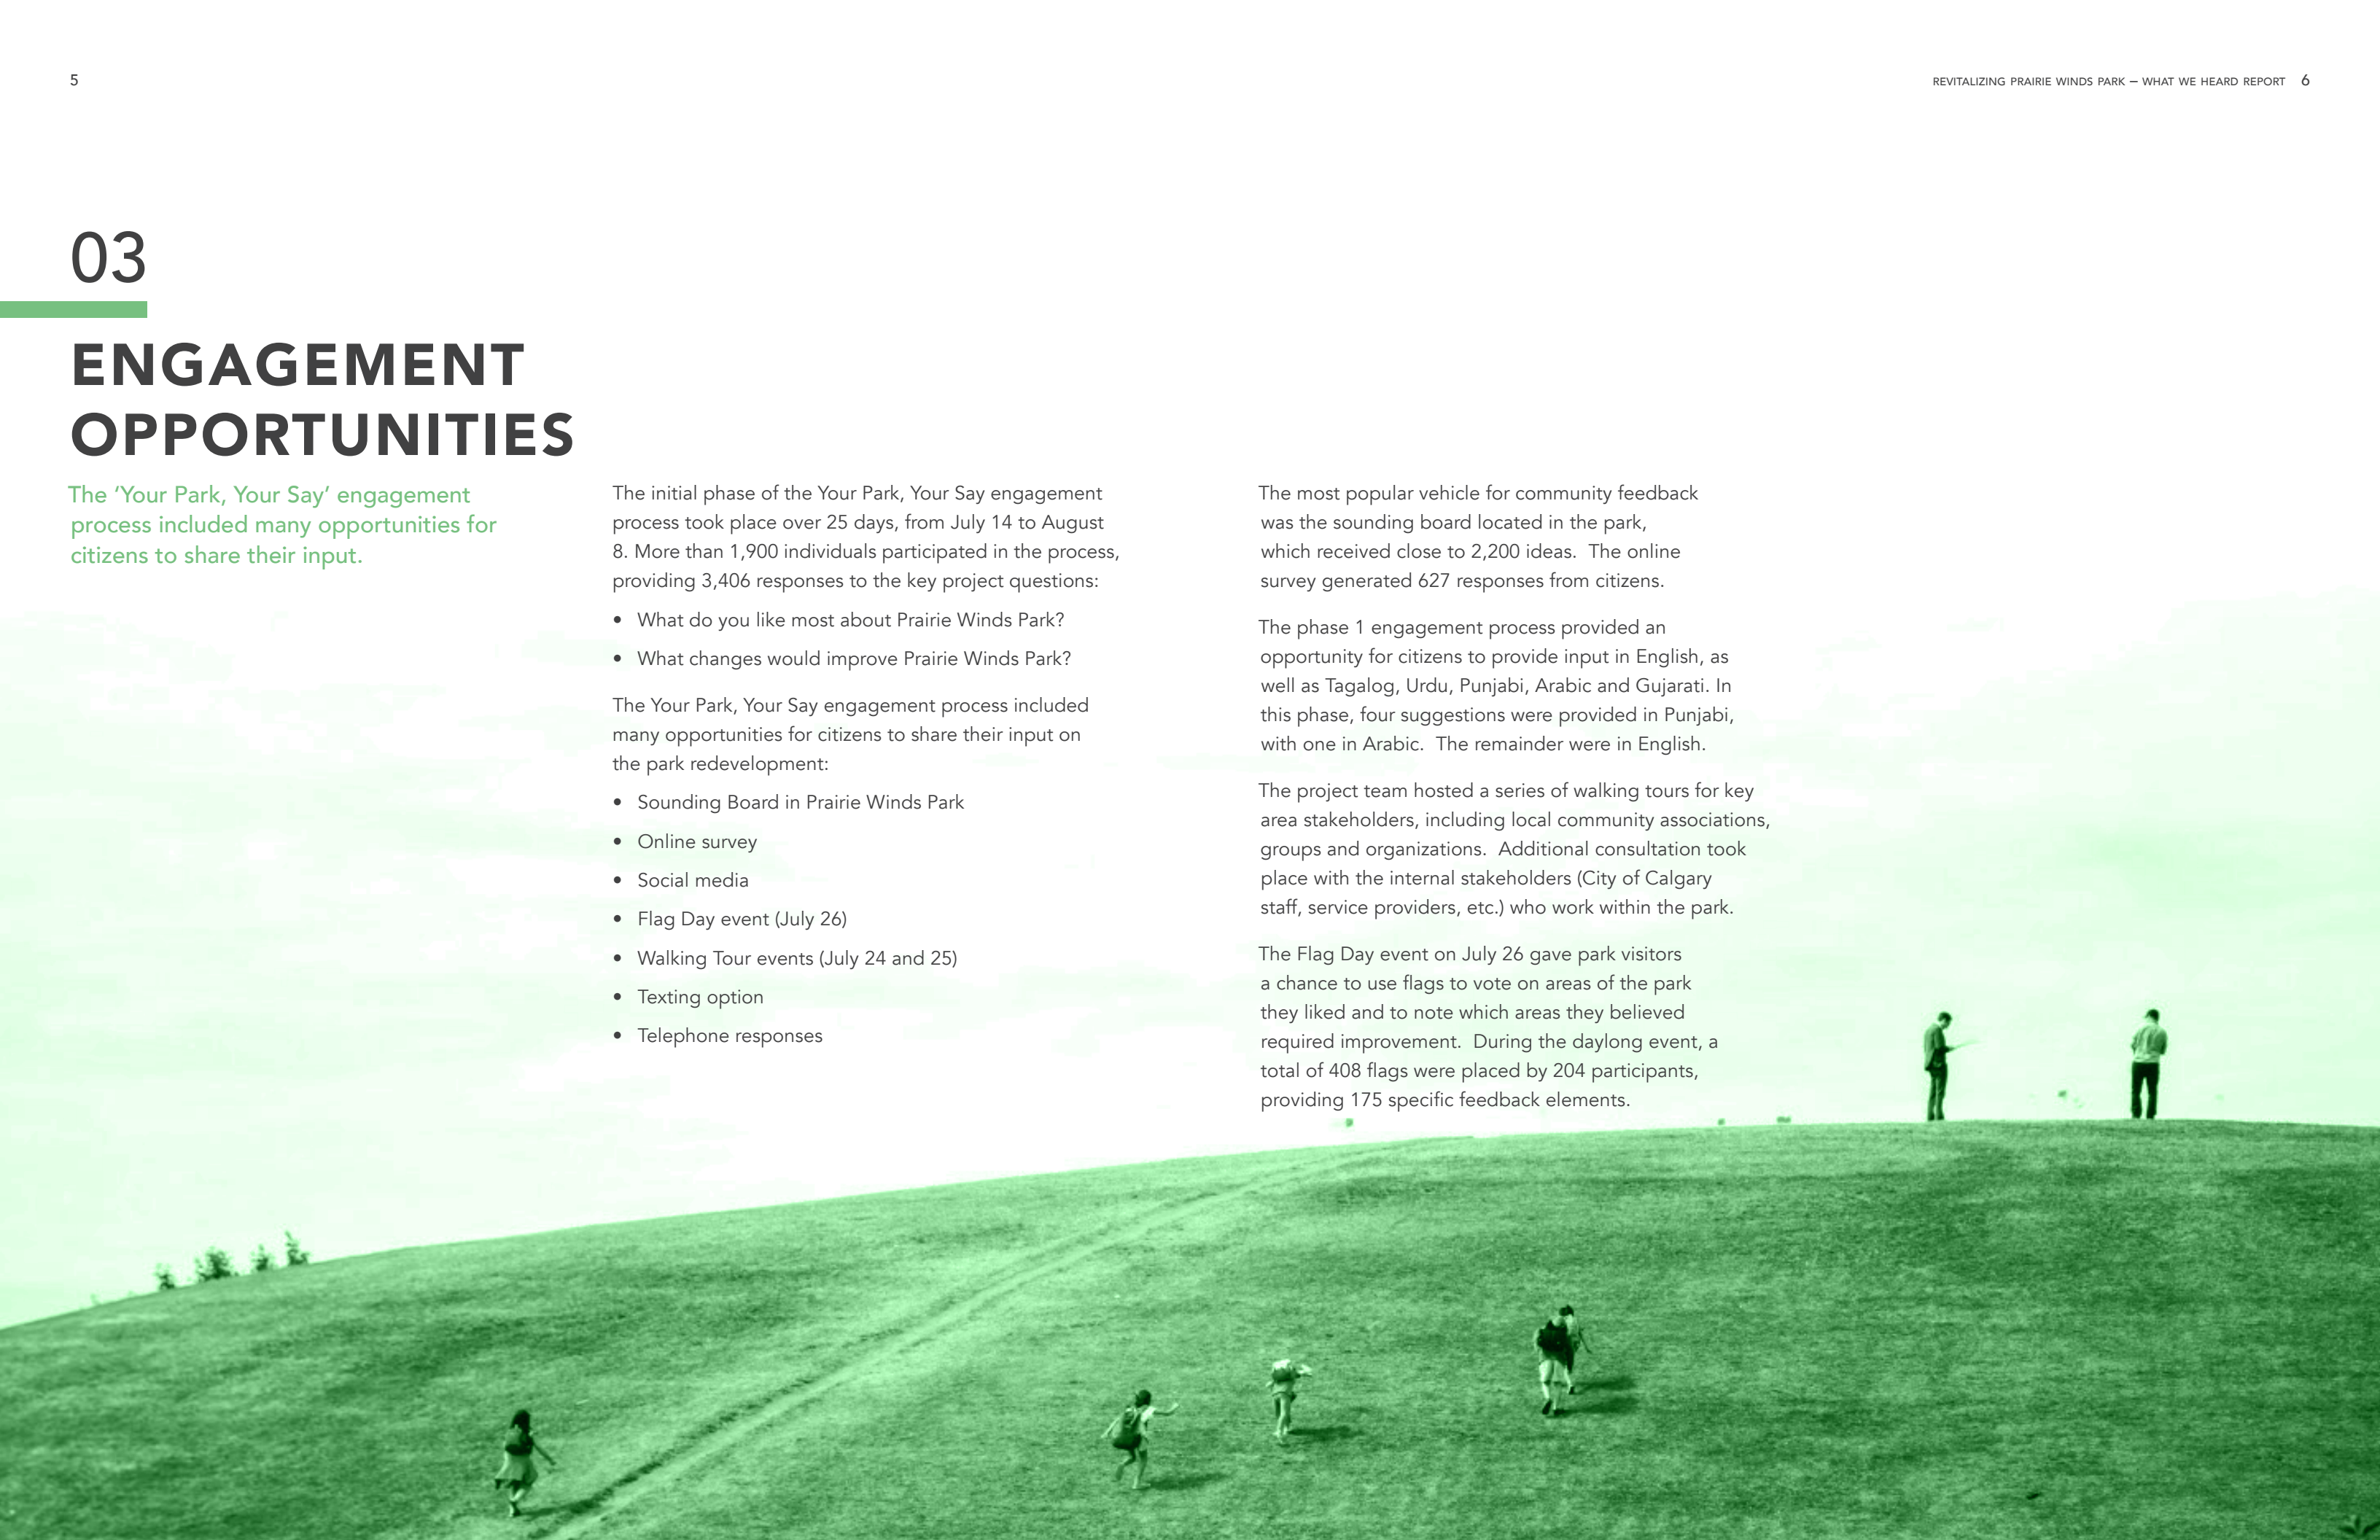 5
REVITALIZING PRAIRIE WINDS PARK – WHAT WE HEARD REPORT 6
03
ENGAGEMENT
OPPORTUNITIES
The ‘Your Park, Your Say’ engagement
process included many opportunities for
citizens to share their input.
The initial phase of the Your Park, Your Say engagement
process took place over 25 days, from July 14 to August
8. More than 1,900 individuals participated in the process,
providing 3,406 responses to the key project questions:
• What do you like most about Prairie Winds Park?
• What changes would improve Prairie Winds Park?
The Your Park, Your Say engagement process included
many opportunities for citizens to share their input on
the park redevelopment:
• Sounding Board in Prairie Winds Park
• Online survey
• Social media
• Flag Day event (July 26)
• Walking Tour events (July 24 and 25)
• Texting option
• Telephone responses
The most popular vehicle for community feedback
was the sounding board located in the park,
which received close to 2,200 ideas.  The online
survey generated 627 responses from citizens.
The phase 1 engagement process provided an
opportunity for citizens to provide input in English, as
well as Tagalog, Urdu, Punjabi, Arabic and Gujarati. In
this phase, four suggestions were provided in Punjabi,
with one in Arabic.  The remainder were in English.
The project team hosted a series of walking tours for key
area stakeholders, including local community associations,
groups and organizations.  Additional consultation took
place with the internal stakeholders (City of Calgary
staff, service providers, etc.) who work within the park.
The Flag Day event on July 26 gave park visitors
a chance to use flags to vote on areas of the park
they liked and to note which areas they believed
required improvement.  During the daylong event, a
total of 408 flags were placed by 204 participants,
providing 175 specific feedback elements.